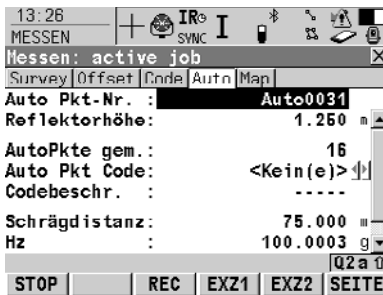 13:26
MESSEN
IR
SYNC
I
Messen: active job
Survey Offset Code Auto Map
Auto Pkt-Nr. : Auto0031
Reflektorhöhe: 1.250 m
AutoPkte gem.: 16
Auto Pkt Code: <Kein(e)>
Codebeschr. : -----
Schrägdistanz: 75.000 m
Hz : 100.0003 g
Q2a
STOP REC EXZ1 EXZ2 SEITE